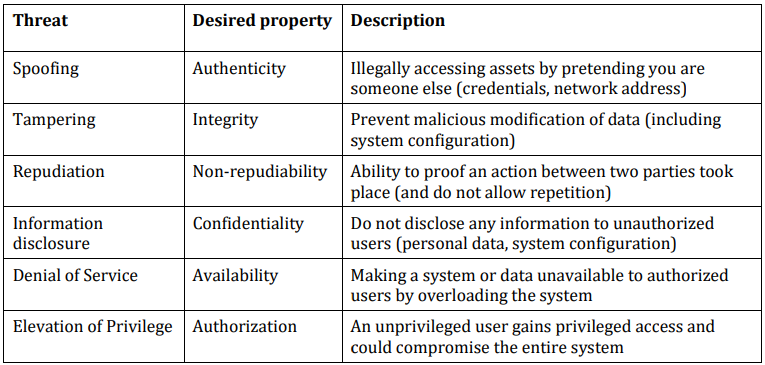 Threat Desired property Description
Spoofing Authenticity Illegally accessing assets by pretending you are
someone else (credentials, network address)
Tampering Integrity Prevent malicious modification of data (including
system configuration)
Repudiation Non-repudiability Ability to proof an action between two parties took
place (and do not allow repetition)
Information Confidentiality Do not disclose any information to unauthorized
disclosure users (personal data, system configuration)
Denial of Service Availability Making a system or data unavailable to authorized
users by overloading the system
Elevation of Privilege Authorization An unprivileged user gains privileged access and
could compromise the entire system